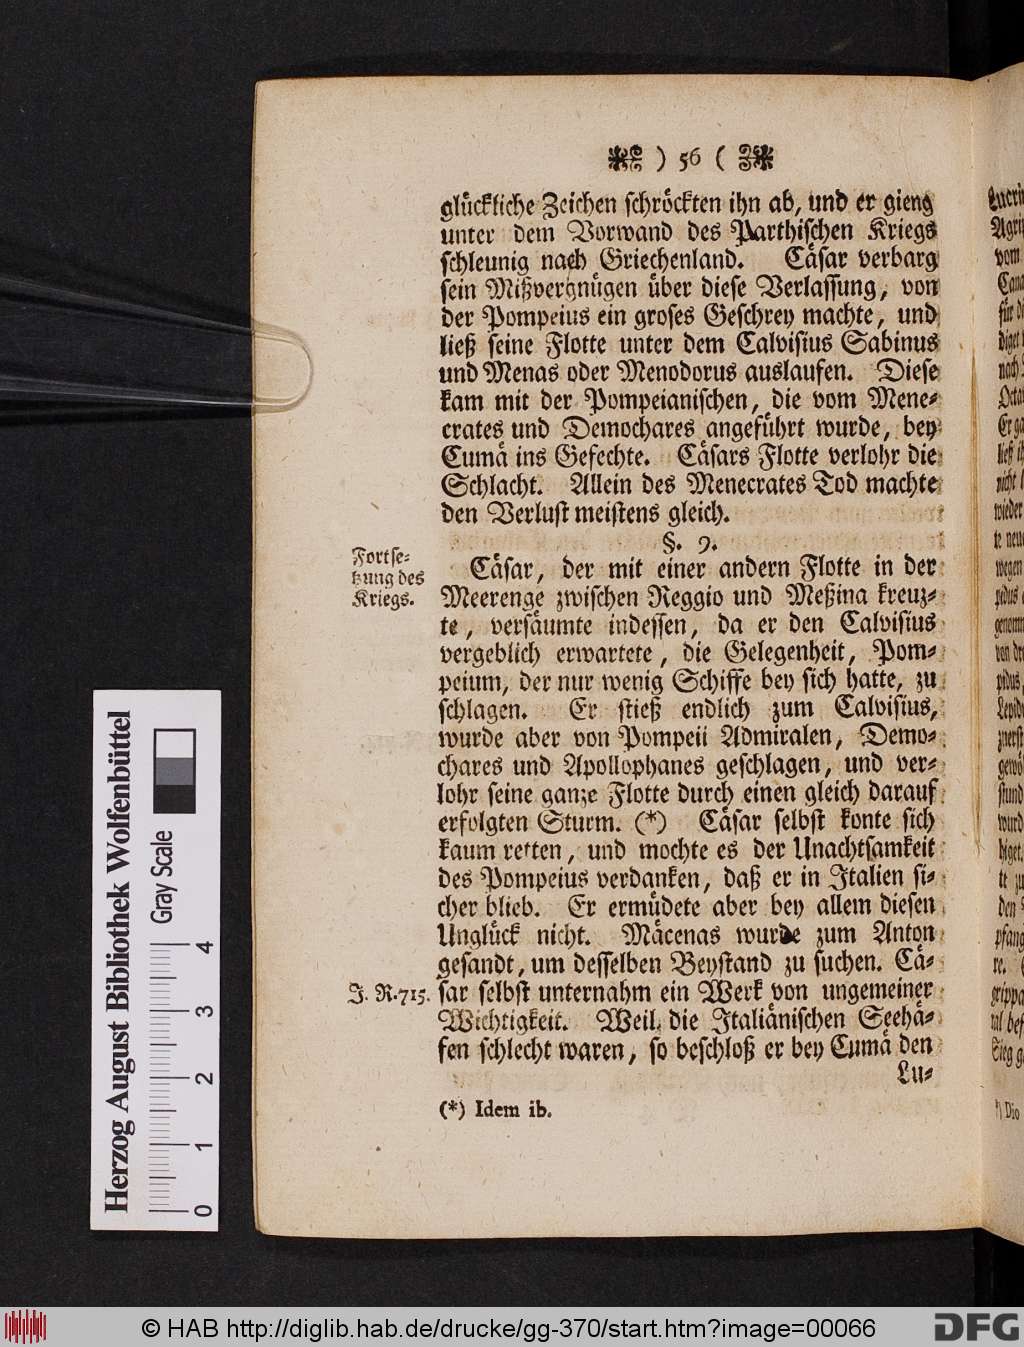 ) 56 (
glückliche Zeichen schröckten ihn ab, und er gieng
unter dem Vorwand des Parthischen Kriegs
schleunig nach Griechenland. Cäsar verbarg
sein Mißvergnügen über diese Verlassung, von
der Pompeius ein groses Geschrey machte, und
ließ seine Flotte unter dem Calvisius Sabinus
und Menas oder Menodorus auslaufen. Diese
kam mit der Pompeianischen, die vom Mene-
crates und Demochares angeführt wurde, bey
Cumä ins Gefechte. Cäsars Flotte verlohr die
Schlacht. Allein des Menecrates Tod machte
den Verlust meistens gleich.
§. 9.
Fortse-
tzung des
Kriegs.
Cäsar, der mit einer andern Flotte in der
Meerenge zwischen Reggio und Meßina kreuz-
te, versäumte indessen, da er den Calvisius
vergeblich erwartete, die Gelegenheit, Pom-
peium, der nur wenig Schiffe bey sich hatte, zu
schlagen. Er stieß endlich zum Calvisius,
wurde aber von Pompeii Admiralen, Demo-
chares und Apollophanes geschlagen, und ver-
lohr seine ganze Flotte durch einen gleich darauf
erfolgten Sturm. (*) Cäsar selbst konte sich
kaum retten, und mochte es der Unachtsamkeit
des Pompeius verdanken, daß er in Italien si-
cher blieb. Er ermüdete aber bey allem diesen
Unglück nicht. Mäcenas wurde zum Anton
gesandt, um desselben Beystand zu suchen. Cä-
J. R. 715.
sar selbst unternahm ein Werk von ungemeiner
Wichtigkeit. Weil die Italiänischen Seehä-
fen schlecht waren, so beschloß er bey Cumä den
Lu-
(*) Idem ib.
Herzog August Bibliothek Wolfenbüttel
Gray Scale
0 1 2 3 4
© HAB http://diglib.hab.de/drucke/gg-370/start.htm?image=00066
DFG